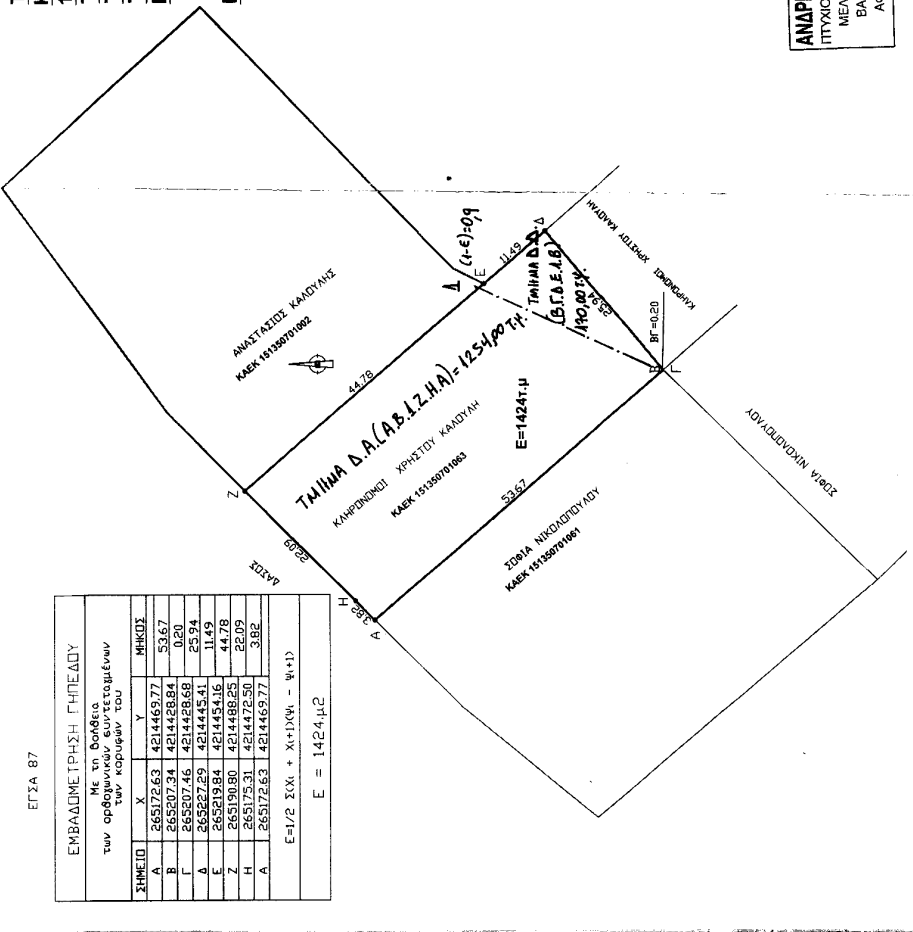 ΕΓΣΑ 87
ΕΜΒΑΔΟΜΕΤΡΗΣΗ ΓΗΠΕΔΟΥ
Με τη βοήθεια
των ορθογωνικών συντεταγμένων
των κορυφών του
ΣΗΜΕΙΟ X Y ΜΗΚΟΣ
Α 265172.63 4214469.77
53.67
Β 265207.34 4214428.84
0.20
Γ 265207.46 4214428.68
25.94
Δ 265227.29 4214445.41
11.49
Ε 265219.84 4214454.16
44.78
Ζ 265190.80 4214488.25
22.09
Η 265175.31 4214472.50
3.82
Α 265172.63 4214469.77
E=1/2 Σ(Χι + Χι+1)(Ψι - Ψι+1)
E = 1424.μ2
ΑΝΑΣΤΑΣΙΟΣ ΚΑΛΟΥΛΗΣ
ΚΑΕΚ 151350701002
Ζ
44.78
ΔΑΣΟΣ
22.09
Η
3.82
Α
ΤΜΗΜΑ Δ.Α.(Α.Β.1.Ζ.Η.Α)=1254,00 Τ.Μ.
ΚΛΗΡΟΝΟΜΟΙ ΧΡΗΣΤΟΥ ΚΑΛΟΥΛΗ
ΚΑΕΚ 151350701063
Ε=1424τ.μ
53.67
1
Ε
(1-Ε)=0,9
11.49
Δ
ΤΜΗΜΑ Δ.Δ.
(Β.Γ.Δ.Ε.1.Β)
170,00 τ.μ.
25.94
ΒΓ=0.20
Β
Γ
ΚΛΗΡΟΝΟΜΟΙ ΧΡΗΣΤΟΥ ΚΑΛΟΥΛΗ
ΣΟΦΙΑ ΝΙΚΟΛΟΠΟΥΛΟΥ
ΚΑΕΚ 151350701061
ΣΟΦΙΑ ΝΙΚΟΛΟΠΟΥΛΟΥ
ΑΝΔΡ
ΠΤΥΧΙΟ
ΜΕΛ
ΒΑ